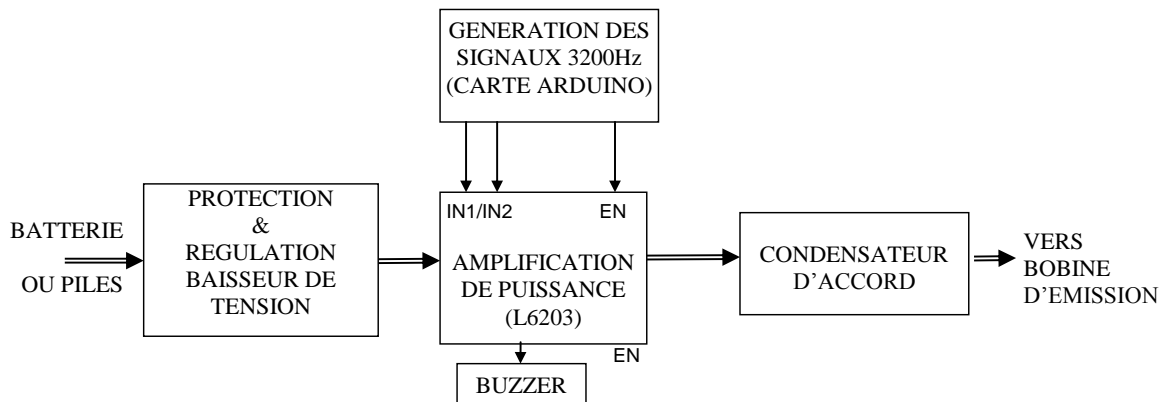 GENERATION DES
SIGNAUX 3200Hz
(CARTE ARDUINO)
BATTERIE
OU PILES
PROTECTION
&
REGULATION
BAISSEUR DE
TENSION
IN1/IN2 EN
AMPLIFICATION
DE PUISSANCE
(L6203)
EN
BUZZER
CONDENSATEUR
D'ACCORD
VERS
BOBINE
D'EMISSION